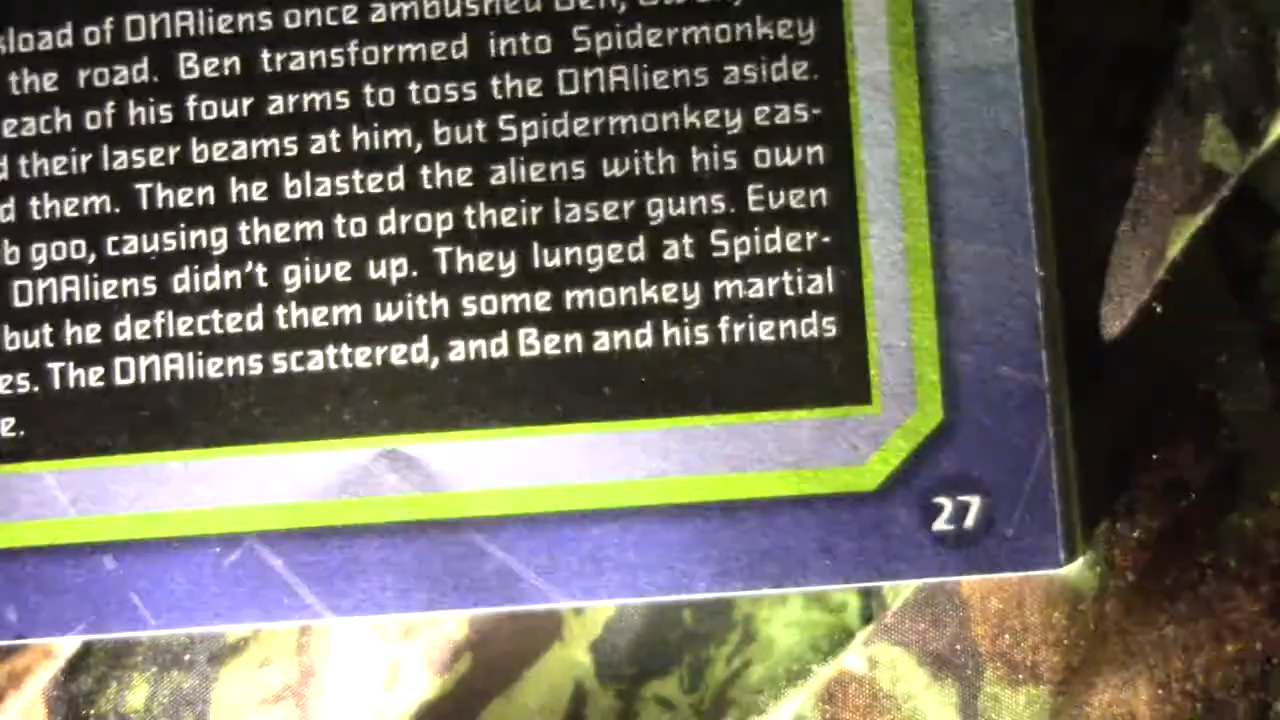 load of DNAliens once ambushed Ben,
the road. Ben transformed into Spidermonkey
each of his four arms to toss the DNAliens aside.
d their laser beams at him, but Spidermonkey eas-
d them. Then he blasted the aliens with his own
b goo, causing them to drop their laser guns. Even
DNAliens didn't give up. They lunged at Spider-
but he deflected them with some monkey martial
es. The DNAliens scattered, and Ben and his friends
e.
27